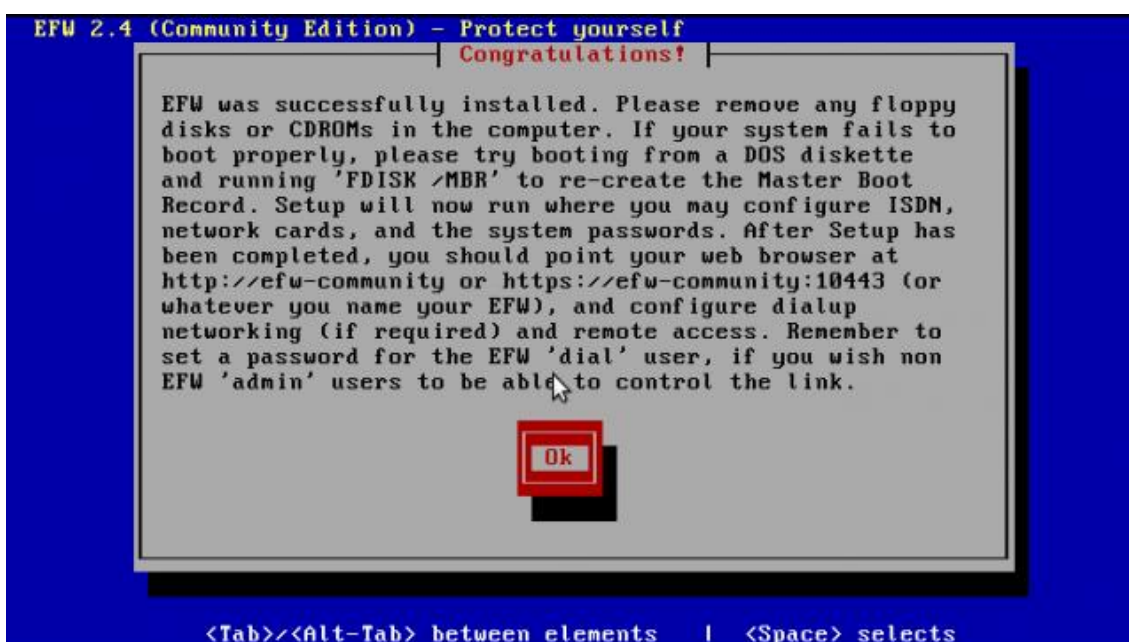 EFW 2.4 (Community Edition) - Protect yourself
Congratulations!
EFW was successfully installed. Please remove any floppy
disks or CDROMs in the computer. If your system fails to
boot properly, please try booting from a DOS diskette
and running 'FDISK /MBR' to re-create the Master Boot
Record. Setup will now run where you may configure ISDN,
network cards, and the system passwords. After Setup has
been completed, you should point your web browser at
http://efw-community or https://efw-community:10443 (or
whatever you name your EFW), and configure dialup
networking (if required) and remote access. Remember to
set a password for the EFW 'dial' user, if you wish non
EFW 'admin' users to be able to control the link.
Ok
<Tab>/<Alt-Tab> between elements | <Space> selects